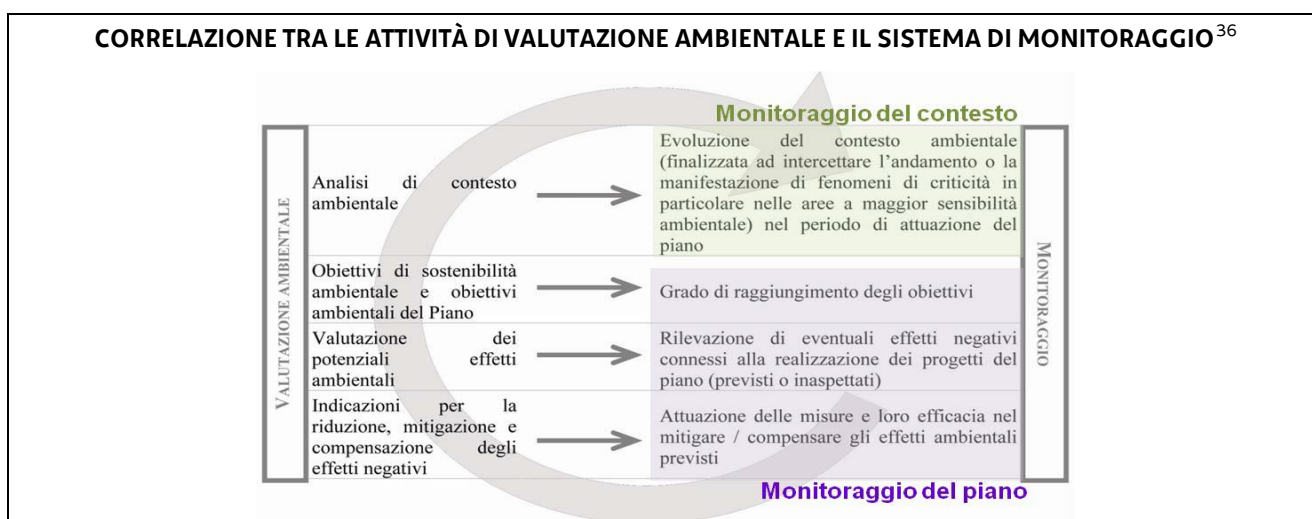 CORRELAZIONE TRA LE ATTIVITÀ DI VALUTAZIONE AMBIENTALE E IL SISTEMA DI MONITORAGGIO36
Monitoraggio del contesto
VALUTAZIONE AMBIENTALE
Analisi di contesto
ambientale
Evoluzione del contesto ambientale
(finalizzata ad intercettare l'andamento o la
manifestazione di fenomeni di criticità in
particolare nelle aree a maggior sensibilità
ambientale) nel periodo di attuazione del
piano
MONITORAGGIO
Obiettivi di sostenibilità
ambientale e obiettivi
ambientali del Piano
Grado di raggiungimento degli obiettivi
Valutazione dei
potenziali effetti
ambientali
Rilevazione di eventuali effetti negativi
connessi alla realizzazione dei progetti del
piano (previsti o inaspettati)
Indicazioni per la
riduzione, mitigazione e
compensazione degli
effetti negativi
Attuazione delle misure e loro efficacia nel
mitigare / compensare gli effetti ambientali
previsti
Monitoraggio del piano